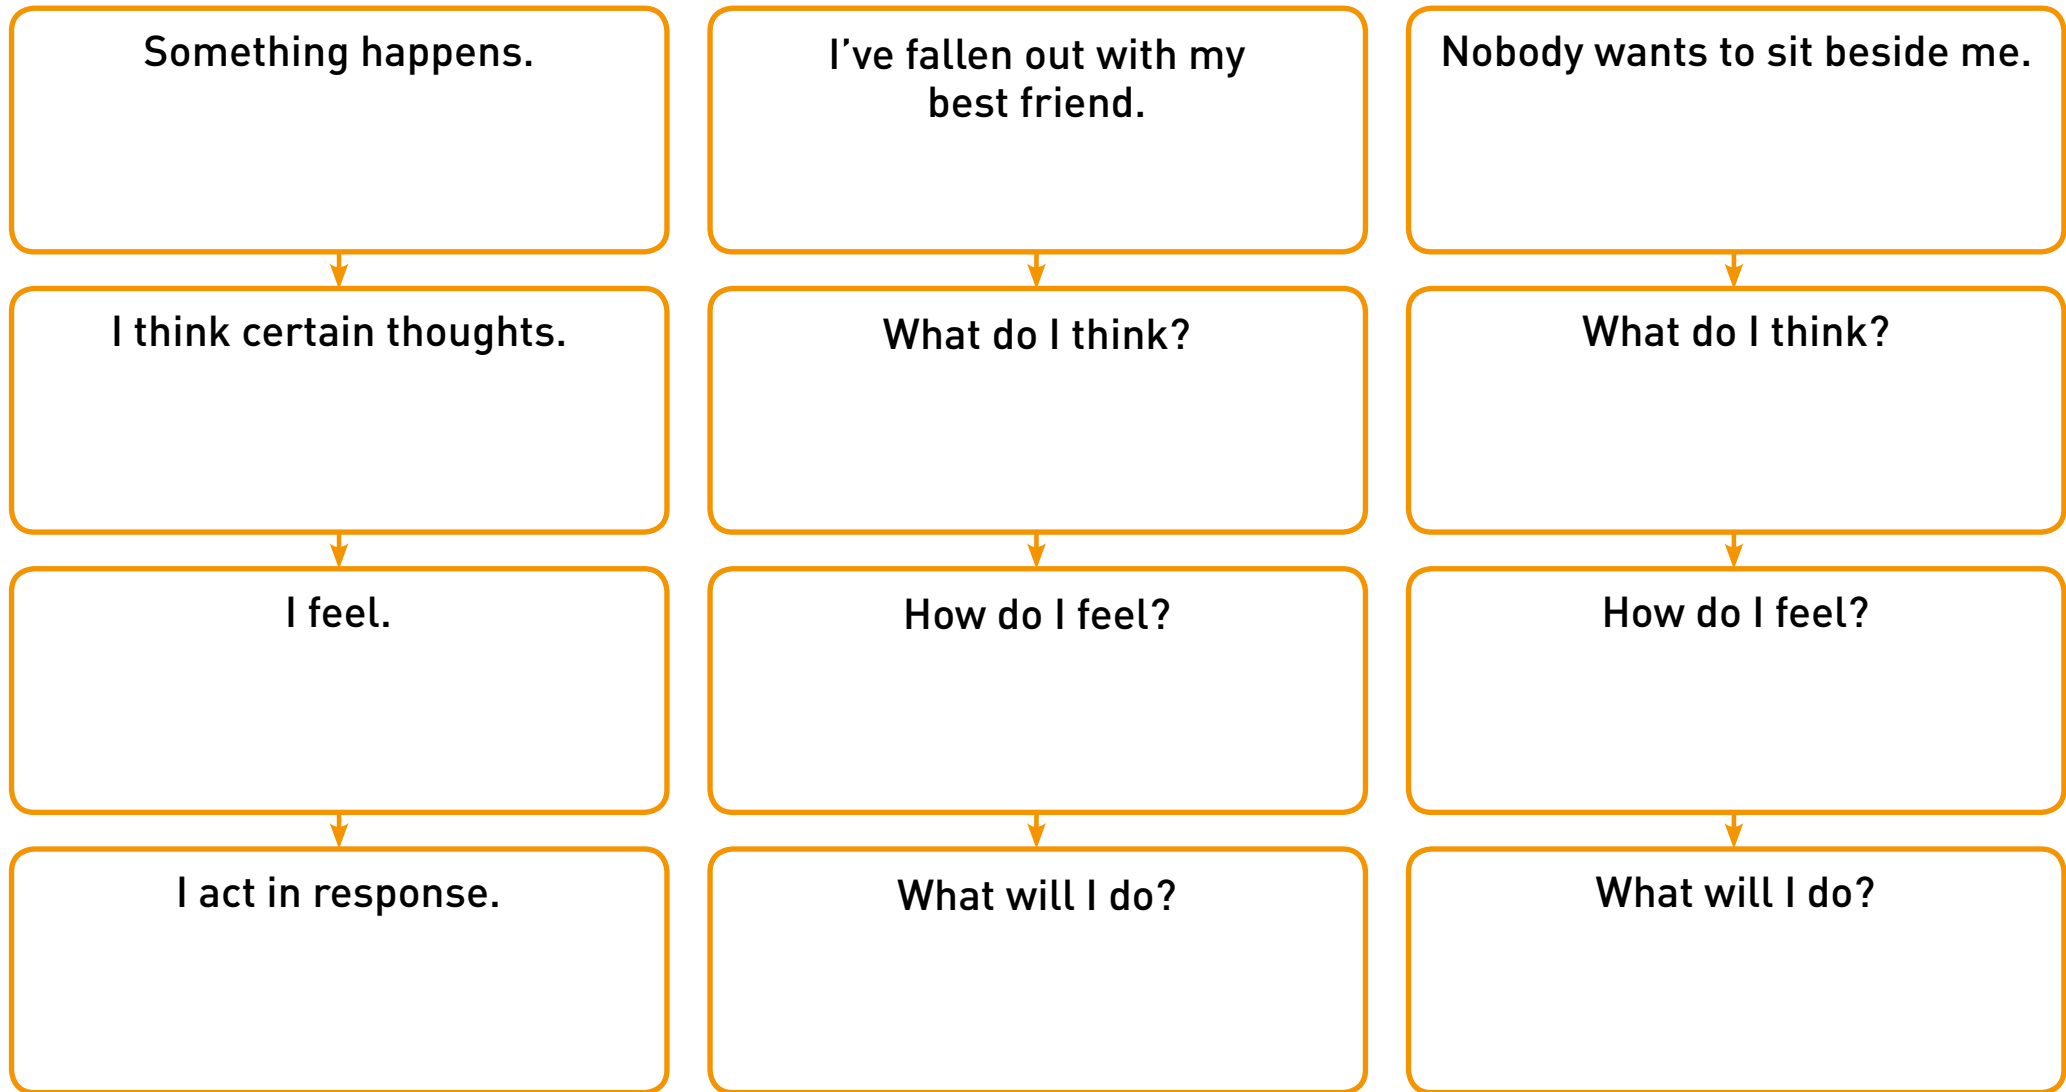 Something happens.
I think certain thoughts.
I feel.
I act in response.
I’ve fallen out with my
best friend.
What do I think?
How do I feel?
What will I do?
Nobody wants to sit beside me.
What do I think?
How do I feel?
What will I do?